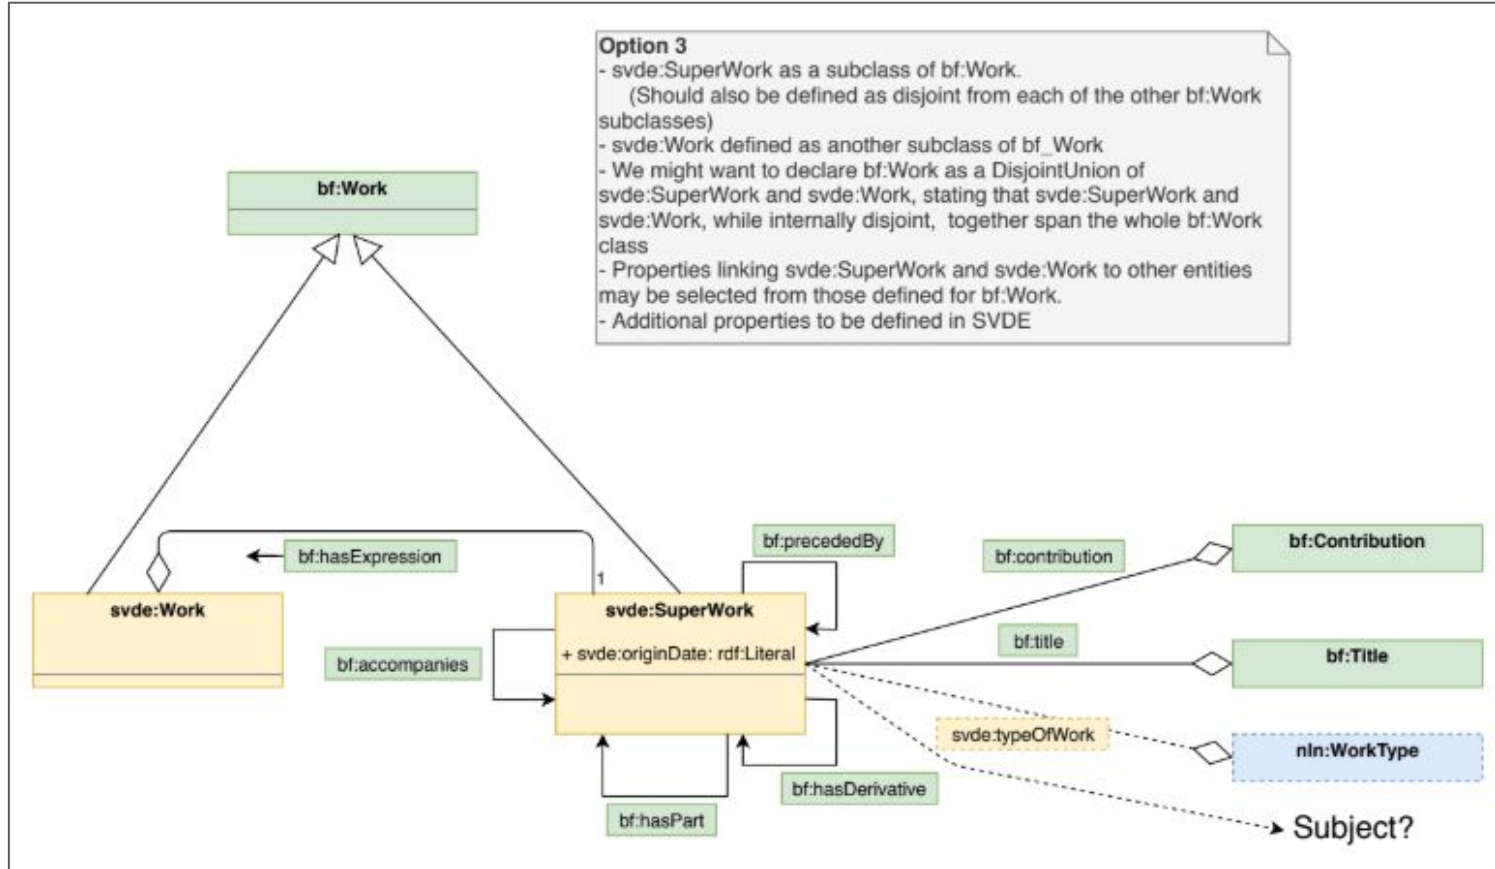 Option 3
- svde:SuperWork as a subclass of bf:Work.
(Should also be defined as disjoint from each of the other bf:Work
subclasses)
- svde:Work defined as another subclass of bf_Work
- We might want to declare bf:Work as a DisjointUnion of
svde:SuperWork and svde:Work, stating that svde:SuperWork and
svde:Work, while internally disjoint, together span the whole bf:Work
class
- Properties linking svde:SuperWork and svde:Work to other entities
may be selected from those defined for bf:Work.
- Additional properties to be defined in SVDE
bf:Work
bf:precededBy
bf:contribution
bf:Contribution
bf:hasExpression
1
svde:Work
svde:SuperWork
+ svde:originDate: rdf:Literal
bf:accompanies
bf:title
bf:Title
svde:typeOfWork
nln:WorkType
bf:hasDerivative
bf:hasPart
Subject?